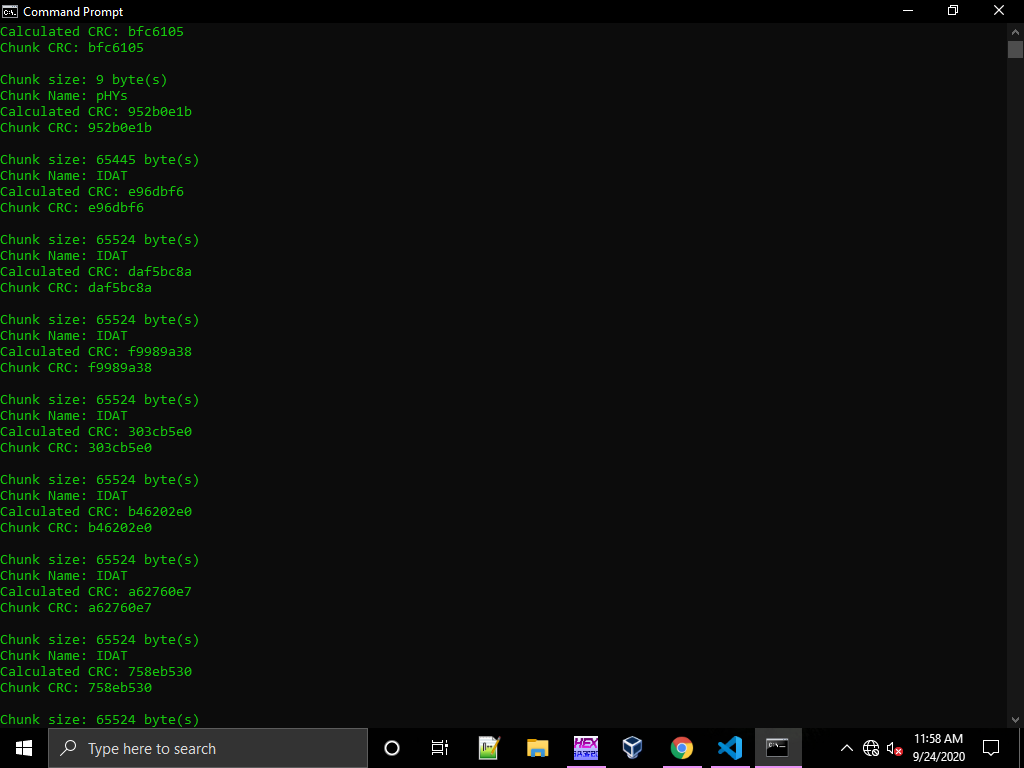 Command Prompt
Calculated CRC: bfc6105
Chunk CRC: bfc6105
Chunk size: 9 byte(s)
Chunk Name: pHYs
Calculated CRC: 952b0e1b
Chunk CRC: 952b0e1b
Chunk size: 65445 byte(s)
Chunk Name: IDAT
Calculated CRC: e96dbf6
Chunk CRC: e96dbf6
Chunk size: 65524 byte(s)
Chunk Name: IDAT
Calculated CRC: daf5bc8a
Chunk CRC: daf5bc8a
Chunk size: 65524 byte(s)
Chunk Name: IDAT
Calculated CRC: f9989a38
Chunk CRC: f9989a38
Chunk size: 65524 byte(s)
Chunk Name: IDAT
Calculated CRC: 303cb5e0
Chunk CRC: 303cb5e0
Chunk size: 65524 byte(s)
Chunk Name: IDAT
Calculated CRC: b46202e0
Chunk CRC: b46202e0
Chunk size: 65524 byte(s)
Chunk Name: IDAT
Calculated CRC: a62760e7
Chunk CRC: a62760e7
Chunk size: 65524 byte(s)
Chunk Name: IDAT
Calculated CRC: 758eb530
Chunk CRC: 758eb530
Chunk size: 65524 byte(s)
Type here to search
HEX
11:58 AM
9/24/2020